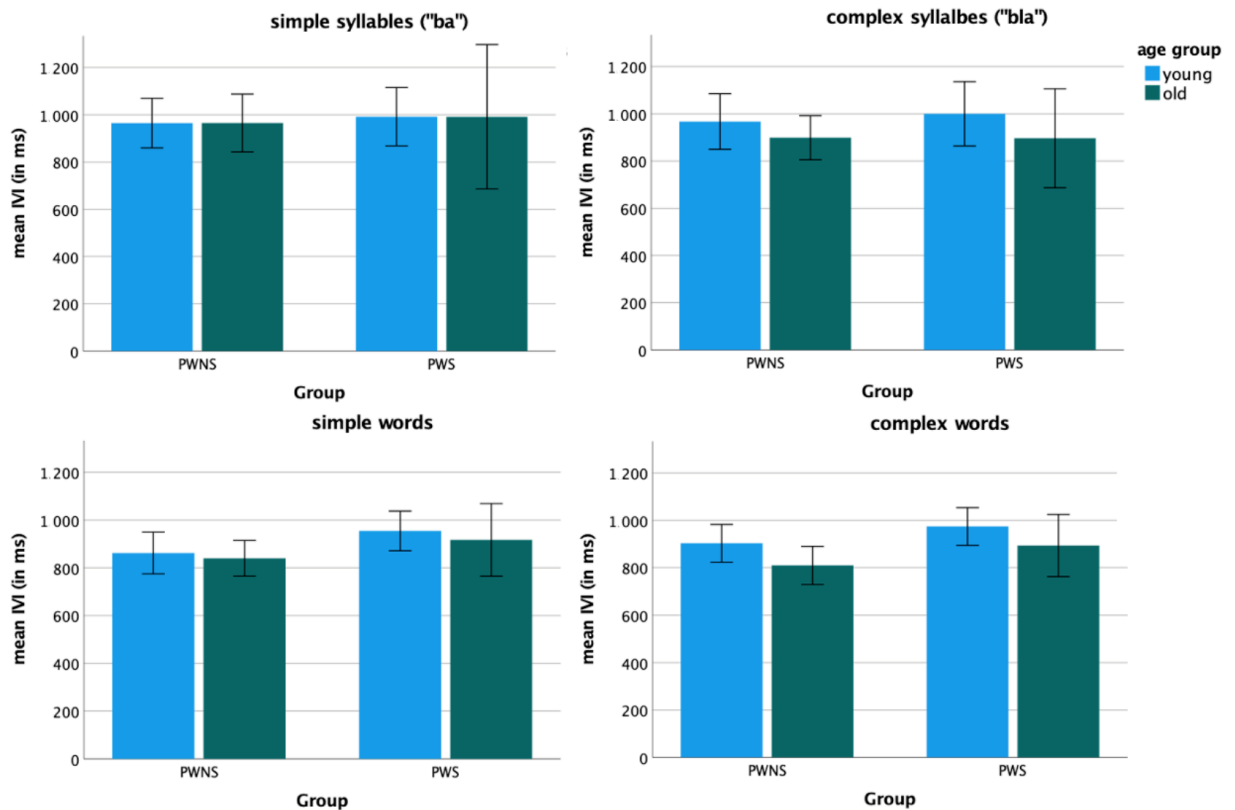 simple syllables ("ba")
mean IVI (in ms)
1 200
1 000
800
600
400
200
0
PWNS PWS
Group
complex syllalbes ("bla")
mean IVI (in ms)
1 200
1 000
800
600
400
200
0
PWNS PWS
Group
age group
young
old
simple words
mean IVI (in ms)
1 200
1 000
800
600
400
200
0
PWNS PWS
Group
complex words
mean IVI (in ms)
1 200
1 000
800
600
400
200
0
PWNS PWS
Group